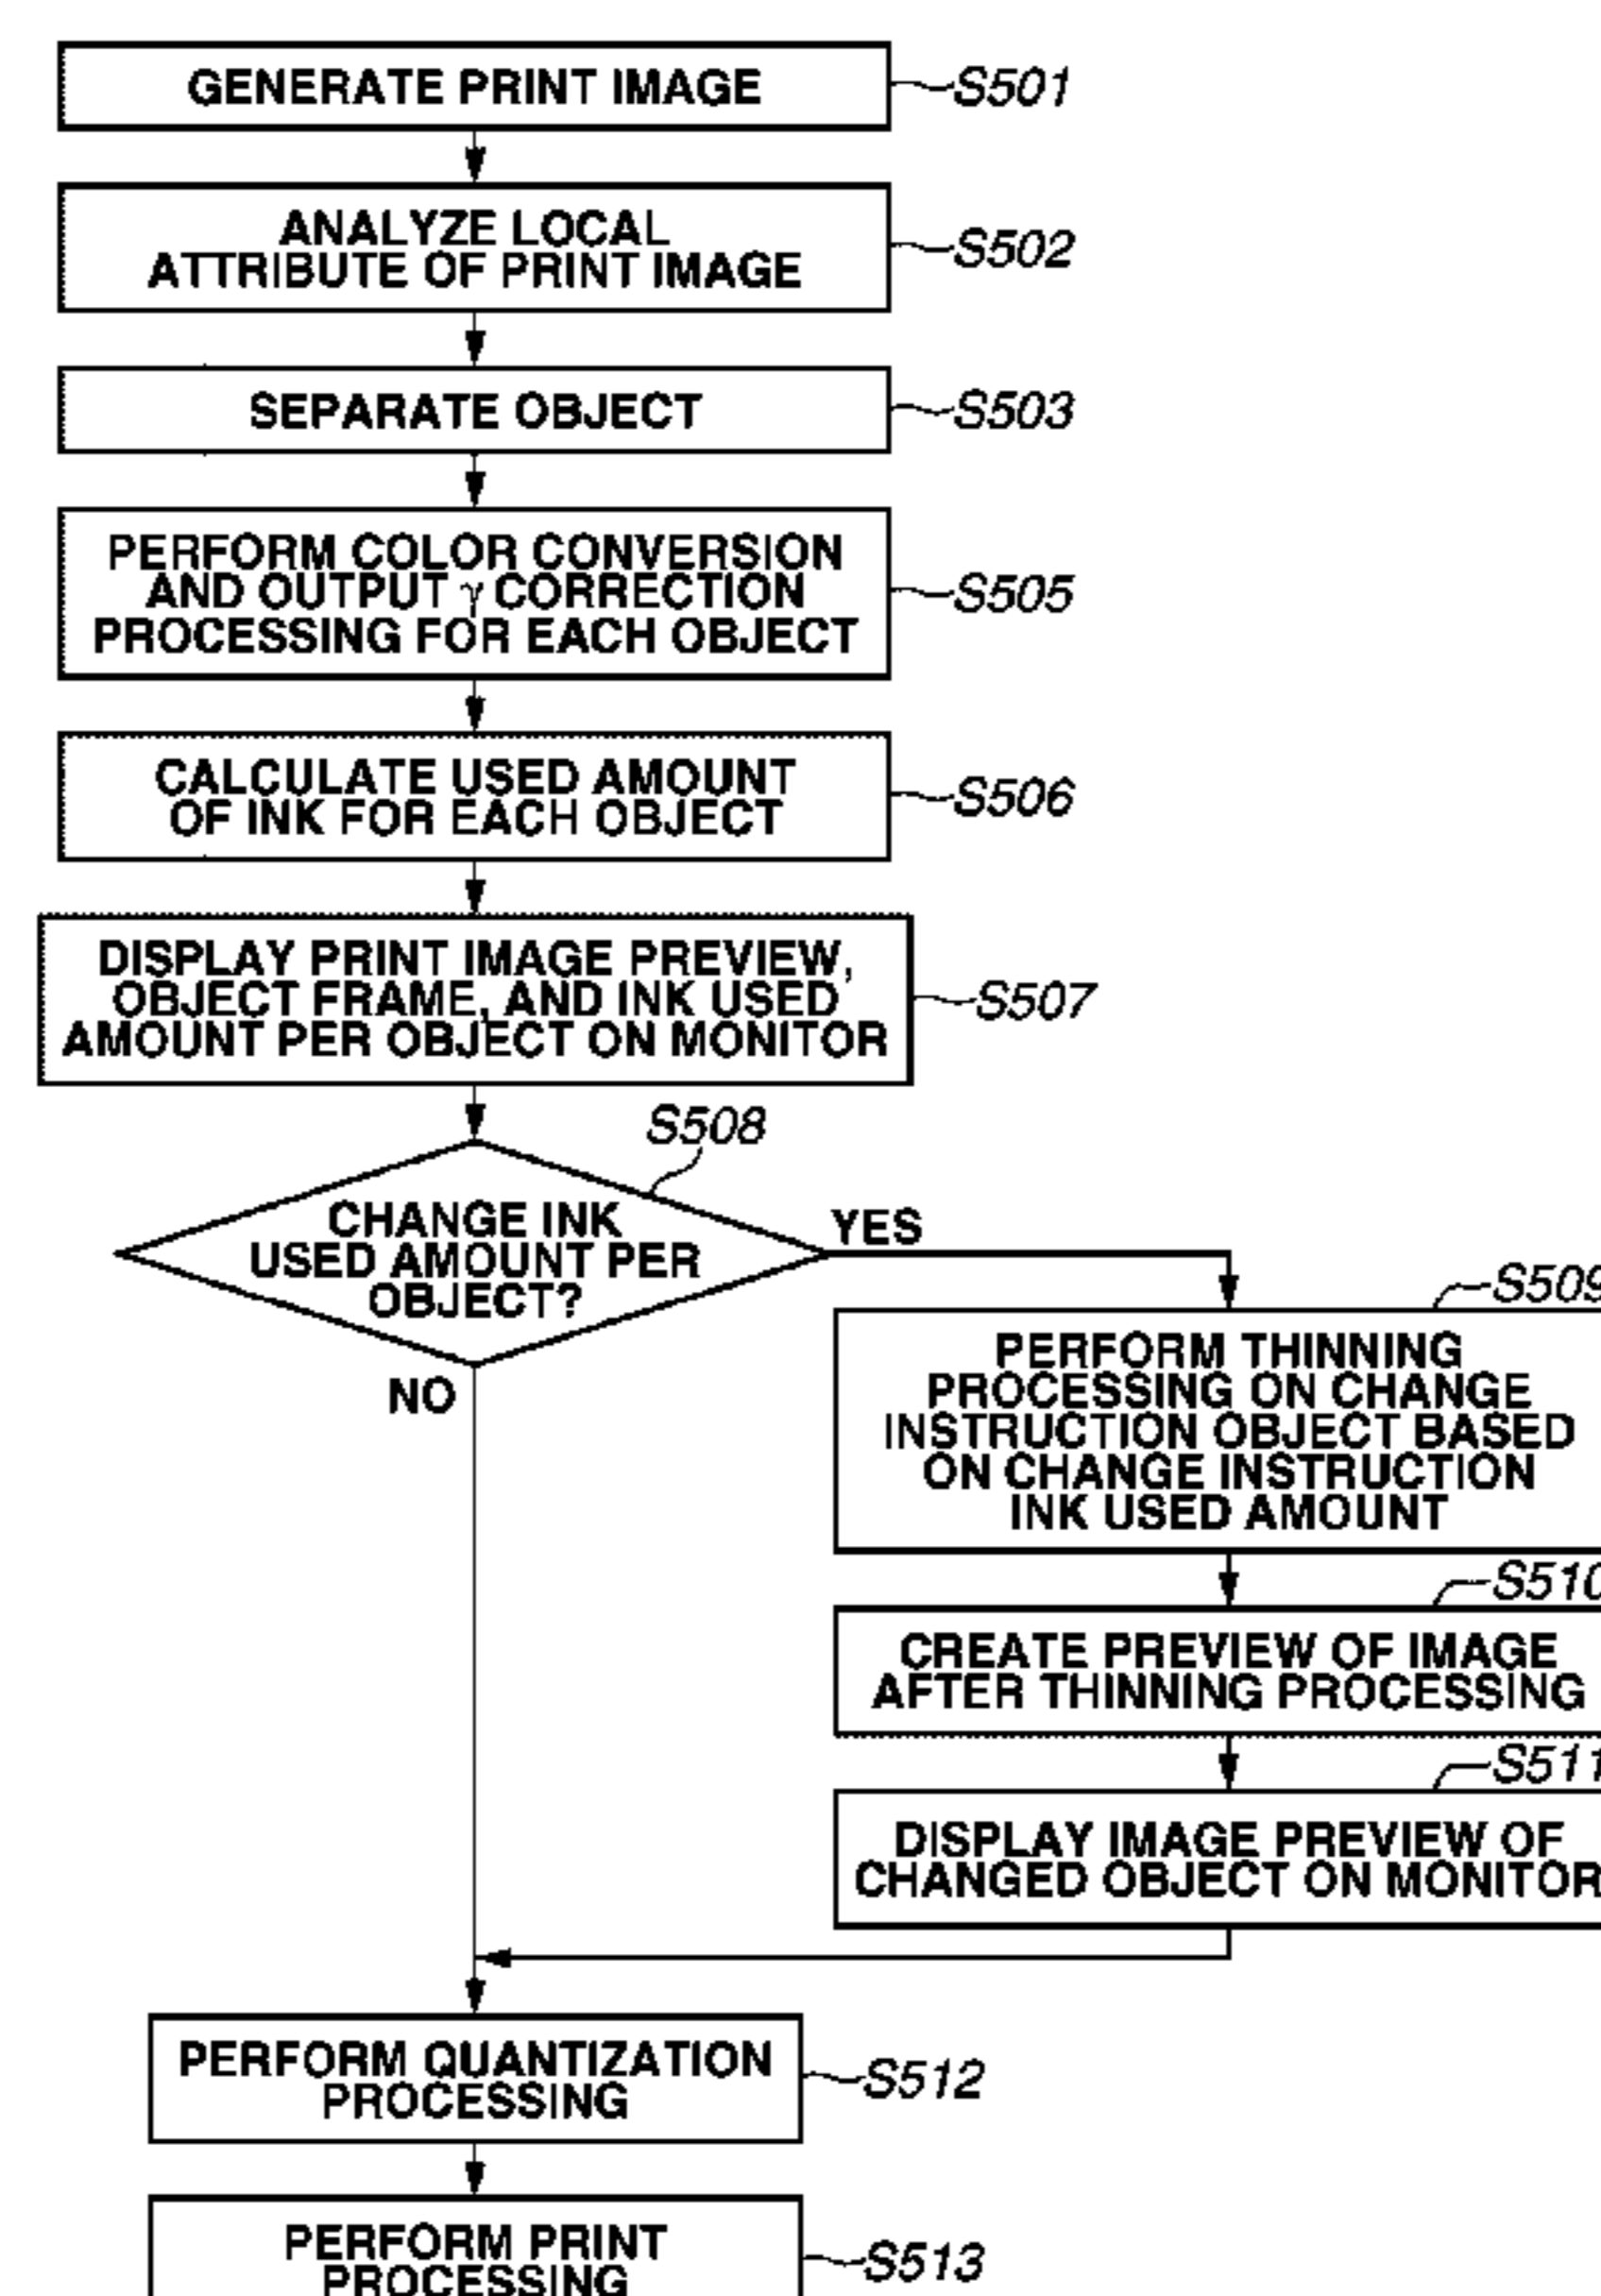 GENERATE PRINT IMAGE
S501
ANALYZE LOCAL
ATTRIBUTE OF PRINT IMAGE
S502
SEPARATE OBJECT
S503
PERFORM COLOR CONVERSION
AND OUTPUT γ CORRECTION
PROCESSING FOR EACH OBJECT
S505
CALCULATE USED AMOUNT
OF INK FOR EACH OBJECT
S506
DISPLAY PRINT IMAGE PREVIEW,
OBJECT FRAME, AND INK USED
AMOUNT PER OBJECT ON MONITOR
S507
S508
CHANGE INK
USED AMOUNT PER
OBJECT?
YES
NO
S509
PERFORM THINNING
PROCESSING ON CHANGE
INSTRUCTION OBJECT BASED
ON CHANGE INSTRUCTION
INK USED AMOUNT
S510
CREATE PREVIEW OF IMAGE
AFTER THINNING PROCESSING
S511
DISPLAY IMAGE PREVIEW OF
CHANGED OBJECT ON MONITOR
PERFORM QUANTIZATION
PROCESSING
S512
PERFORM PRINT
PROCESSING
S513